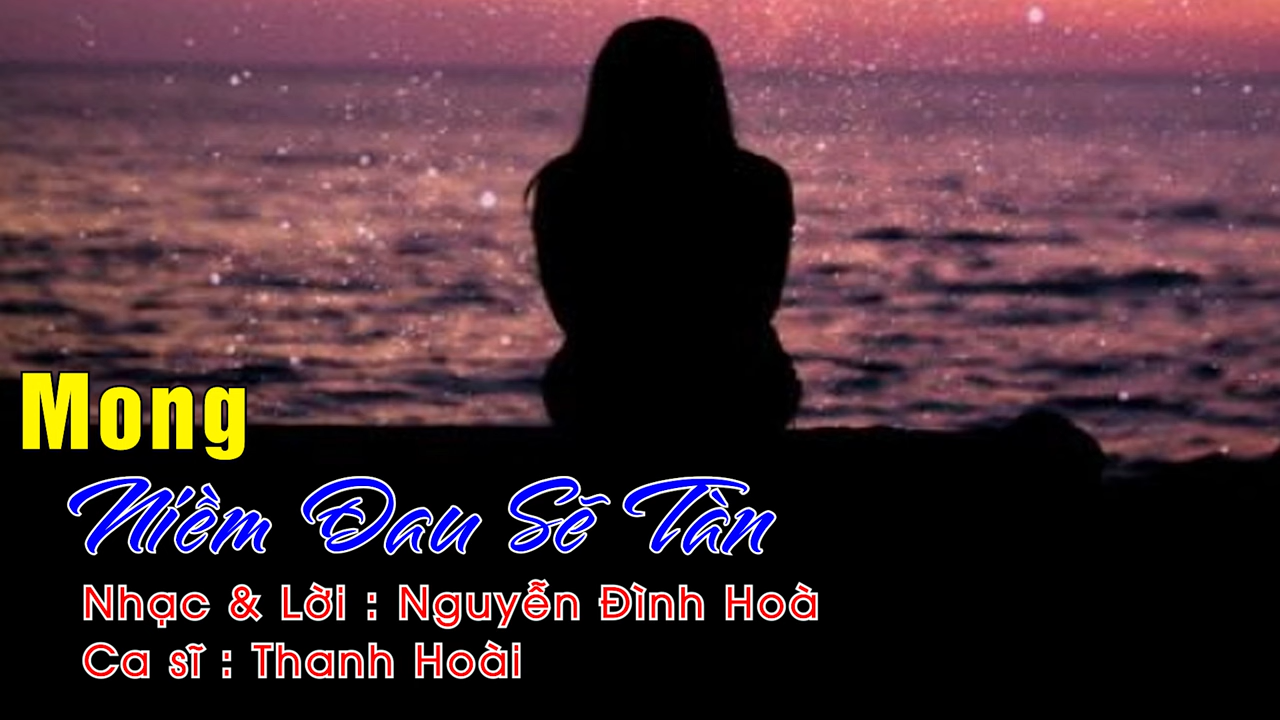 Mong
Niềm Đau Sẽ Tàn
Nhạc & Lời : Nguyễn Đình Hoà
Ca sĩ : Thanh Hoài